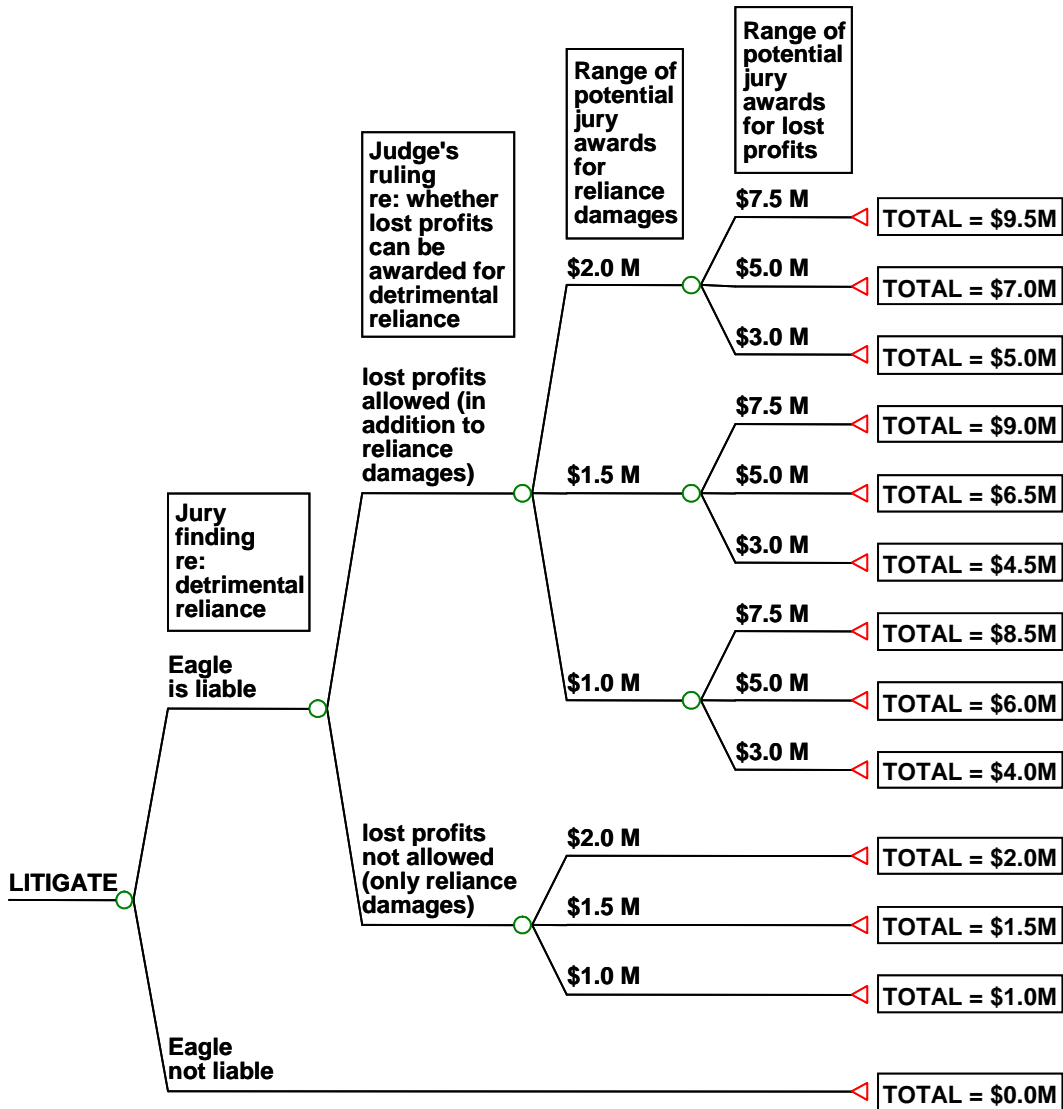 Range of
potential
jury
awards
for lost
profits
Range of
potential
jury
awards
for
reliance
damages
Judge's
ruling
re: whether
lost profits
can be
awarded for
detrimental
reliance
Jury
finding
re:
detrimental
reliance
LITIGATE
Eagle
is liable
lost profits
allowed (in
addition to
reliance
damages)
$2.0 M
$7.5 M
TOTAL = $9.5M
$5.0 M
TOTAL = $7.0M
$3.0 M
TOTAL = $5.0M
$1.5 M
$7.5 M
TOTAL = $9.0M
$5.0 M
TOTAL = $6.5M
$3.0 M
TOTAL = $4.5M
$1.0 M
$7.5 M
TOTAL = $8.5M
$5.0 M
TOTAL = $6.0M
$3.0 M
TOTAL = $4.0M
lost profits
not allowed
(only reliance
damages)
$2.0 M
TOTAL = $2.0M
$1.5 M
TOTAL = $1.5M
$1.0 M
TOTAL = $1.0M
Eagle
not liable
TOTAL = $0.0M